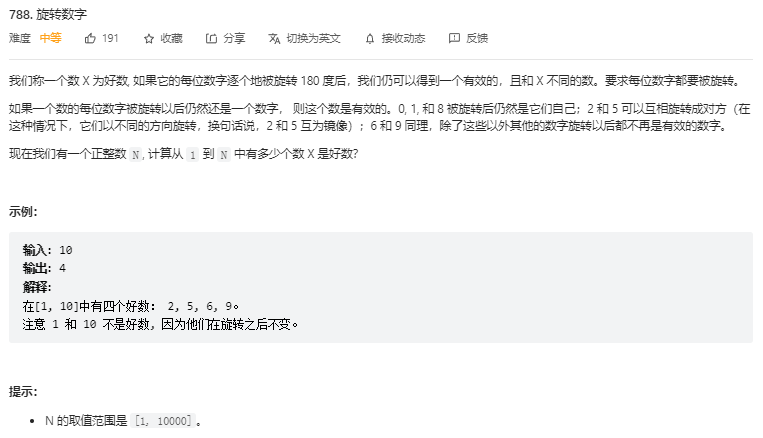 788. 旋转数字
难度 中等 191 收藏 分享 切换为英文 接收动态 反馈
我们称一个数 X 为好数, 如果它的每位数字逐个地被旋转 180 度后，我们仍可以得到一个有效的，且和 X 不同的数。要求每位数字都要被旋转。
如果一个数的每位数字被旋转以后仍然还是一个数字， 则这个数是有效的。0, 1, 和 8 被旋转后仍然是它们自己；2 和 5 可以互相旋转成对方（在
这种情况下，它们以不同的方向旋转，换句话说，2 和 5 互为镜像）；6 和 9 同理，除了这些以外其他的数字旋转以后都不再是有效的数字。
现在我们有一个正整数 N, 计算从 1 到 N 中有多少个数 X 是好数？
示例：
输入: 10
输出: 4
解释:
在[1, 10]中有四个好数： 2, 5, 6, 9。
注意 1 和 10 不是好数, 因为他们在旋转之后不变。
提示：
• N 的取值范围是 [1, 10000]。